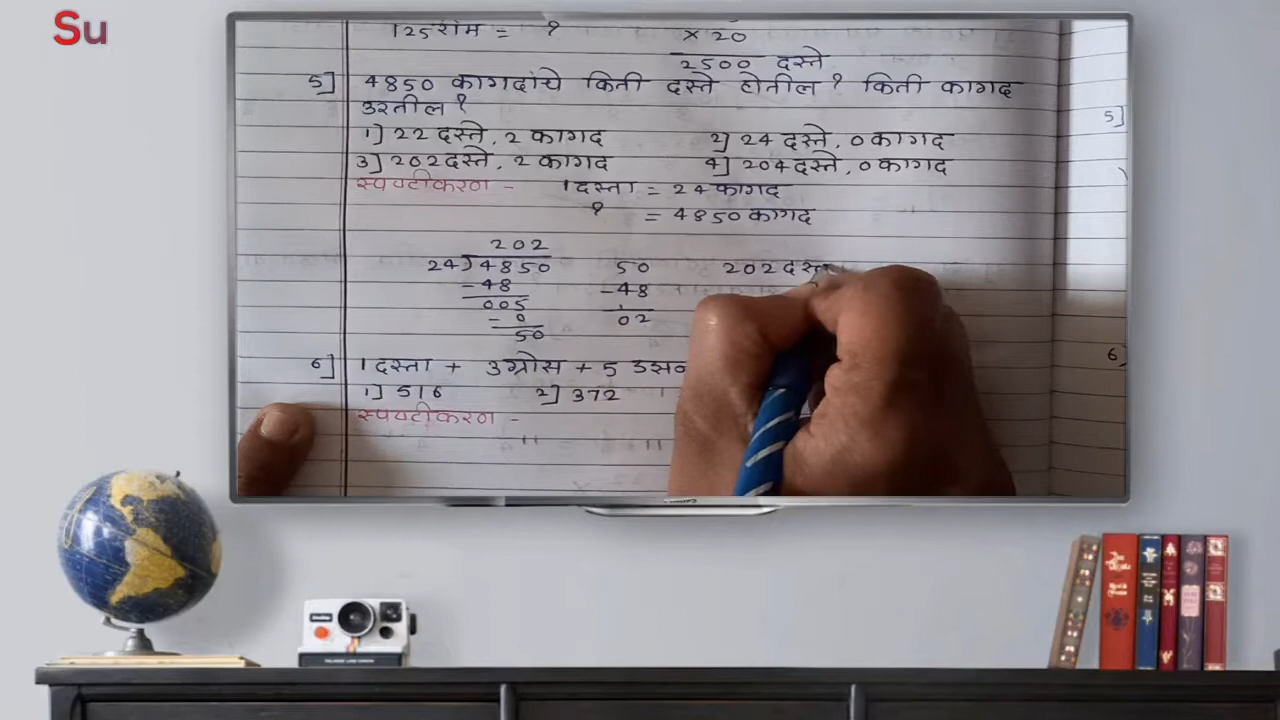 Su
125 रीम = ?
× 20
2500 दस्ते
5] 4850 कागदांचे किती दस्ते होतील ? किती कागद
उरतील ?
1] 22 दस्ते, 2 कागद 2] 24 दस्ते, 0 कागद
3] 202 दस्ते, 2 कागद 4] 204 दस्ते, 0 कागद
स्पष्टीकरण - 1 दस्ता = 24 कागद
? = 4850 कागद
202
24)4850 50 202 दस्त
-48 -48
005 02
- 0
50
6] 1 दस्ता + 3 ग्रोस + 5 डझन
1] 516 2] 372
स्पष्टीकरण -
" "
5]
6]